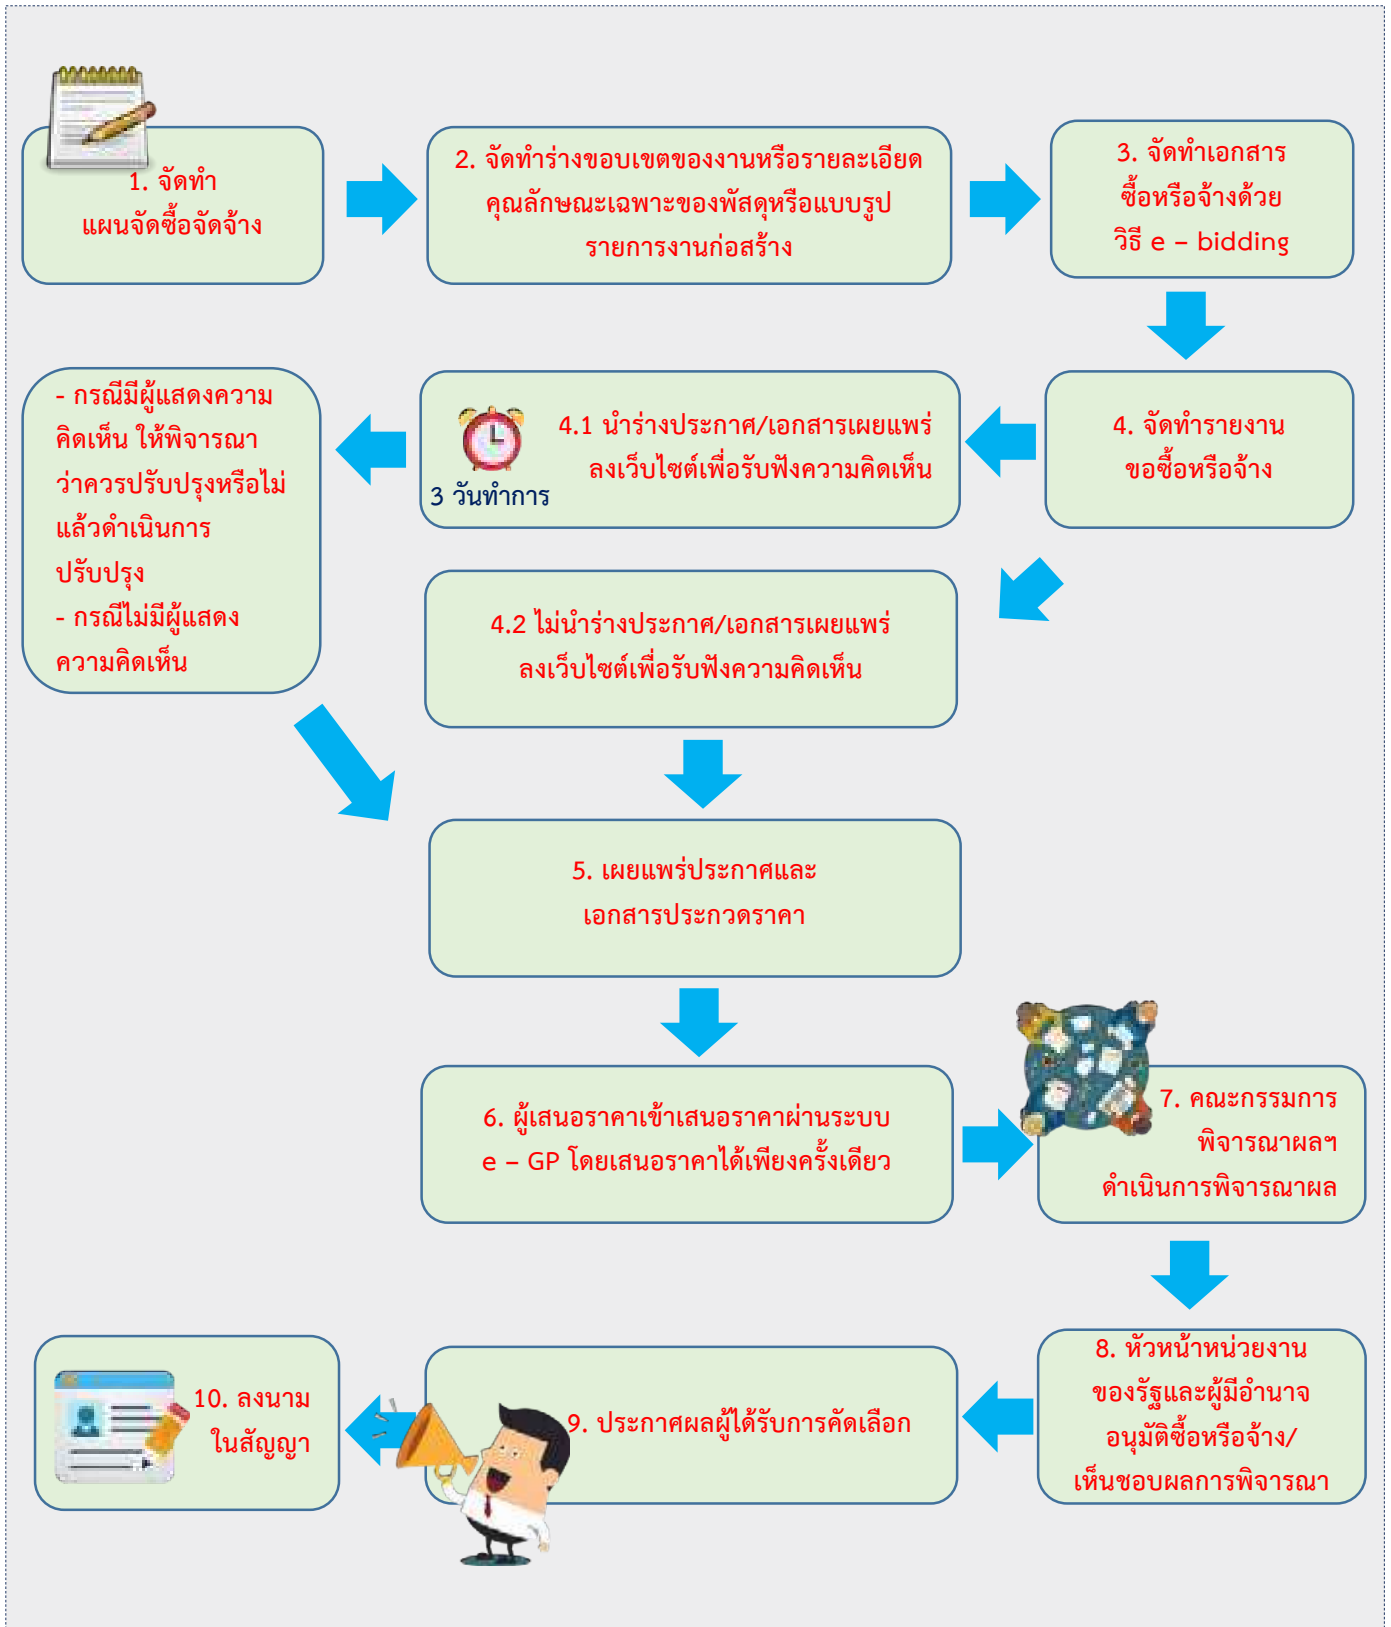 1. จัดทำ
แผนจัดซื้อจัดจ้าง
2. จัดทำร่างขอบเขตของงานหรือรายละเอียด
คุณลักษณะเฉพาะของพัสดุหรือแบบรูป
รายการงานก่อสร้าง
3. จัดทำเอกสาร
ซื้อหรือจ้างด้วย
วิธี e – bidding
4. จัดทำรายงาน
ขอซื้อหรือจ้าง
4.1 นำร่างประกาศ/เอกสารเผยแพร่
ลงเว็บไซต์เพื่อรับฟังความคิดเห็น
3 วันทำการ
- กรณีมีผู้แสดงความ
คิดเห็น ให้พิจารณา
ว่าควรปรับปรุงหรือไม่
แล้วดำเนินการ
ปรับปรุง
- กรณีไม่มีผู้แสดง
ความคิดเห็น
4.2 ไม่นำร่างประกาศ/เอกสารเผยแพร่
ลงเว็บไซต์เพื่อรับฟังความคิดเห็น
5. เผยแพร่ประกาศและ
เอกสารประกวดราคา
6. ผู้เสนอราคาเข้าเสนอราคาผ่านระบบ
e – GP โดยเสนอราคาได้เพียงครั้งเดียว
7. คณะกรรมการ
พิจารณาผลฯ
ดำเนินการพิจารณาผล
8. หัวหน้าหน่วยงาน
ของรัฐและผู้มีอำนาจ
อนุมัติซื้อหรือจ้าง/
เห็นชอบผลการพิจารณา
9. ประกาศผลผู้ได้รับการคัดเลือก
10. ลงนาม
ในสัญญา